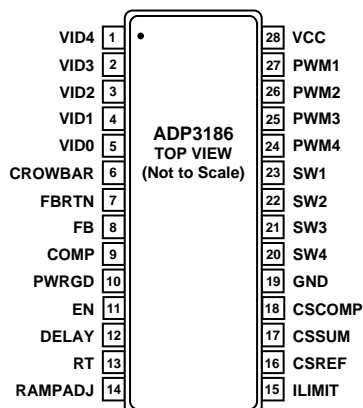 VID4 1
VID3 2
VID2 3
VID1 4
VID0 5
CROWBAR 6
FBRTN 7
FB 8
COMP 9
PWRGD 10
EN 11
DELAY 12
RT 13
RAMPADJ 14
ADP3186
TOP VIEW
(Not to Scale)
28 VCC
27 PWM1
26 PWM2
25 PWM3
24 PWM4
23 SW1
22 SW2
21 SW3
20 SW4
19 GND
18 CSCOMP
17 CSSUM
16 CSREF
15 ILIMIT